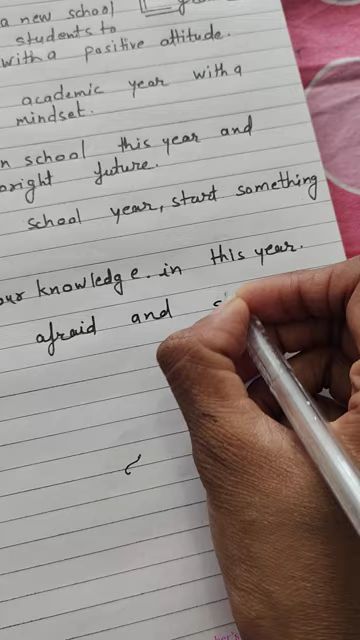 a new school
students to
with a positive attitude.
academic year with a
mindset.
n school this year and
bright future.
school year, start something
our knowledge. in this year.
afraid and